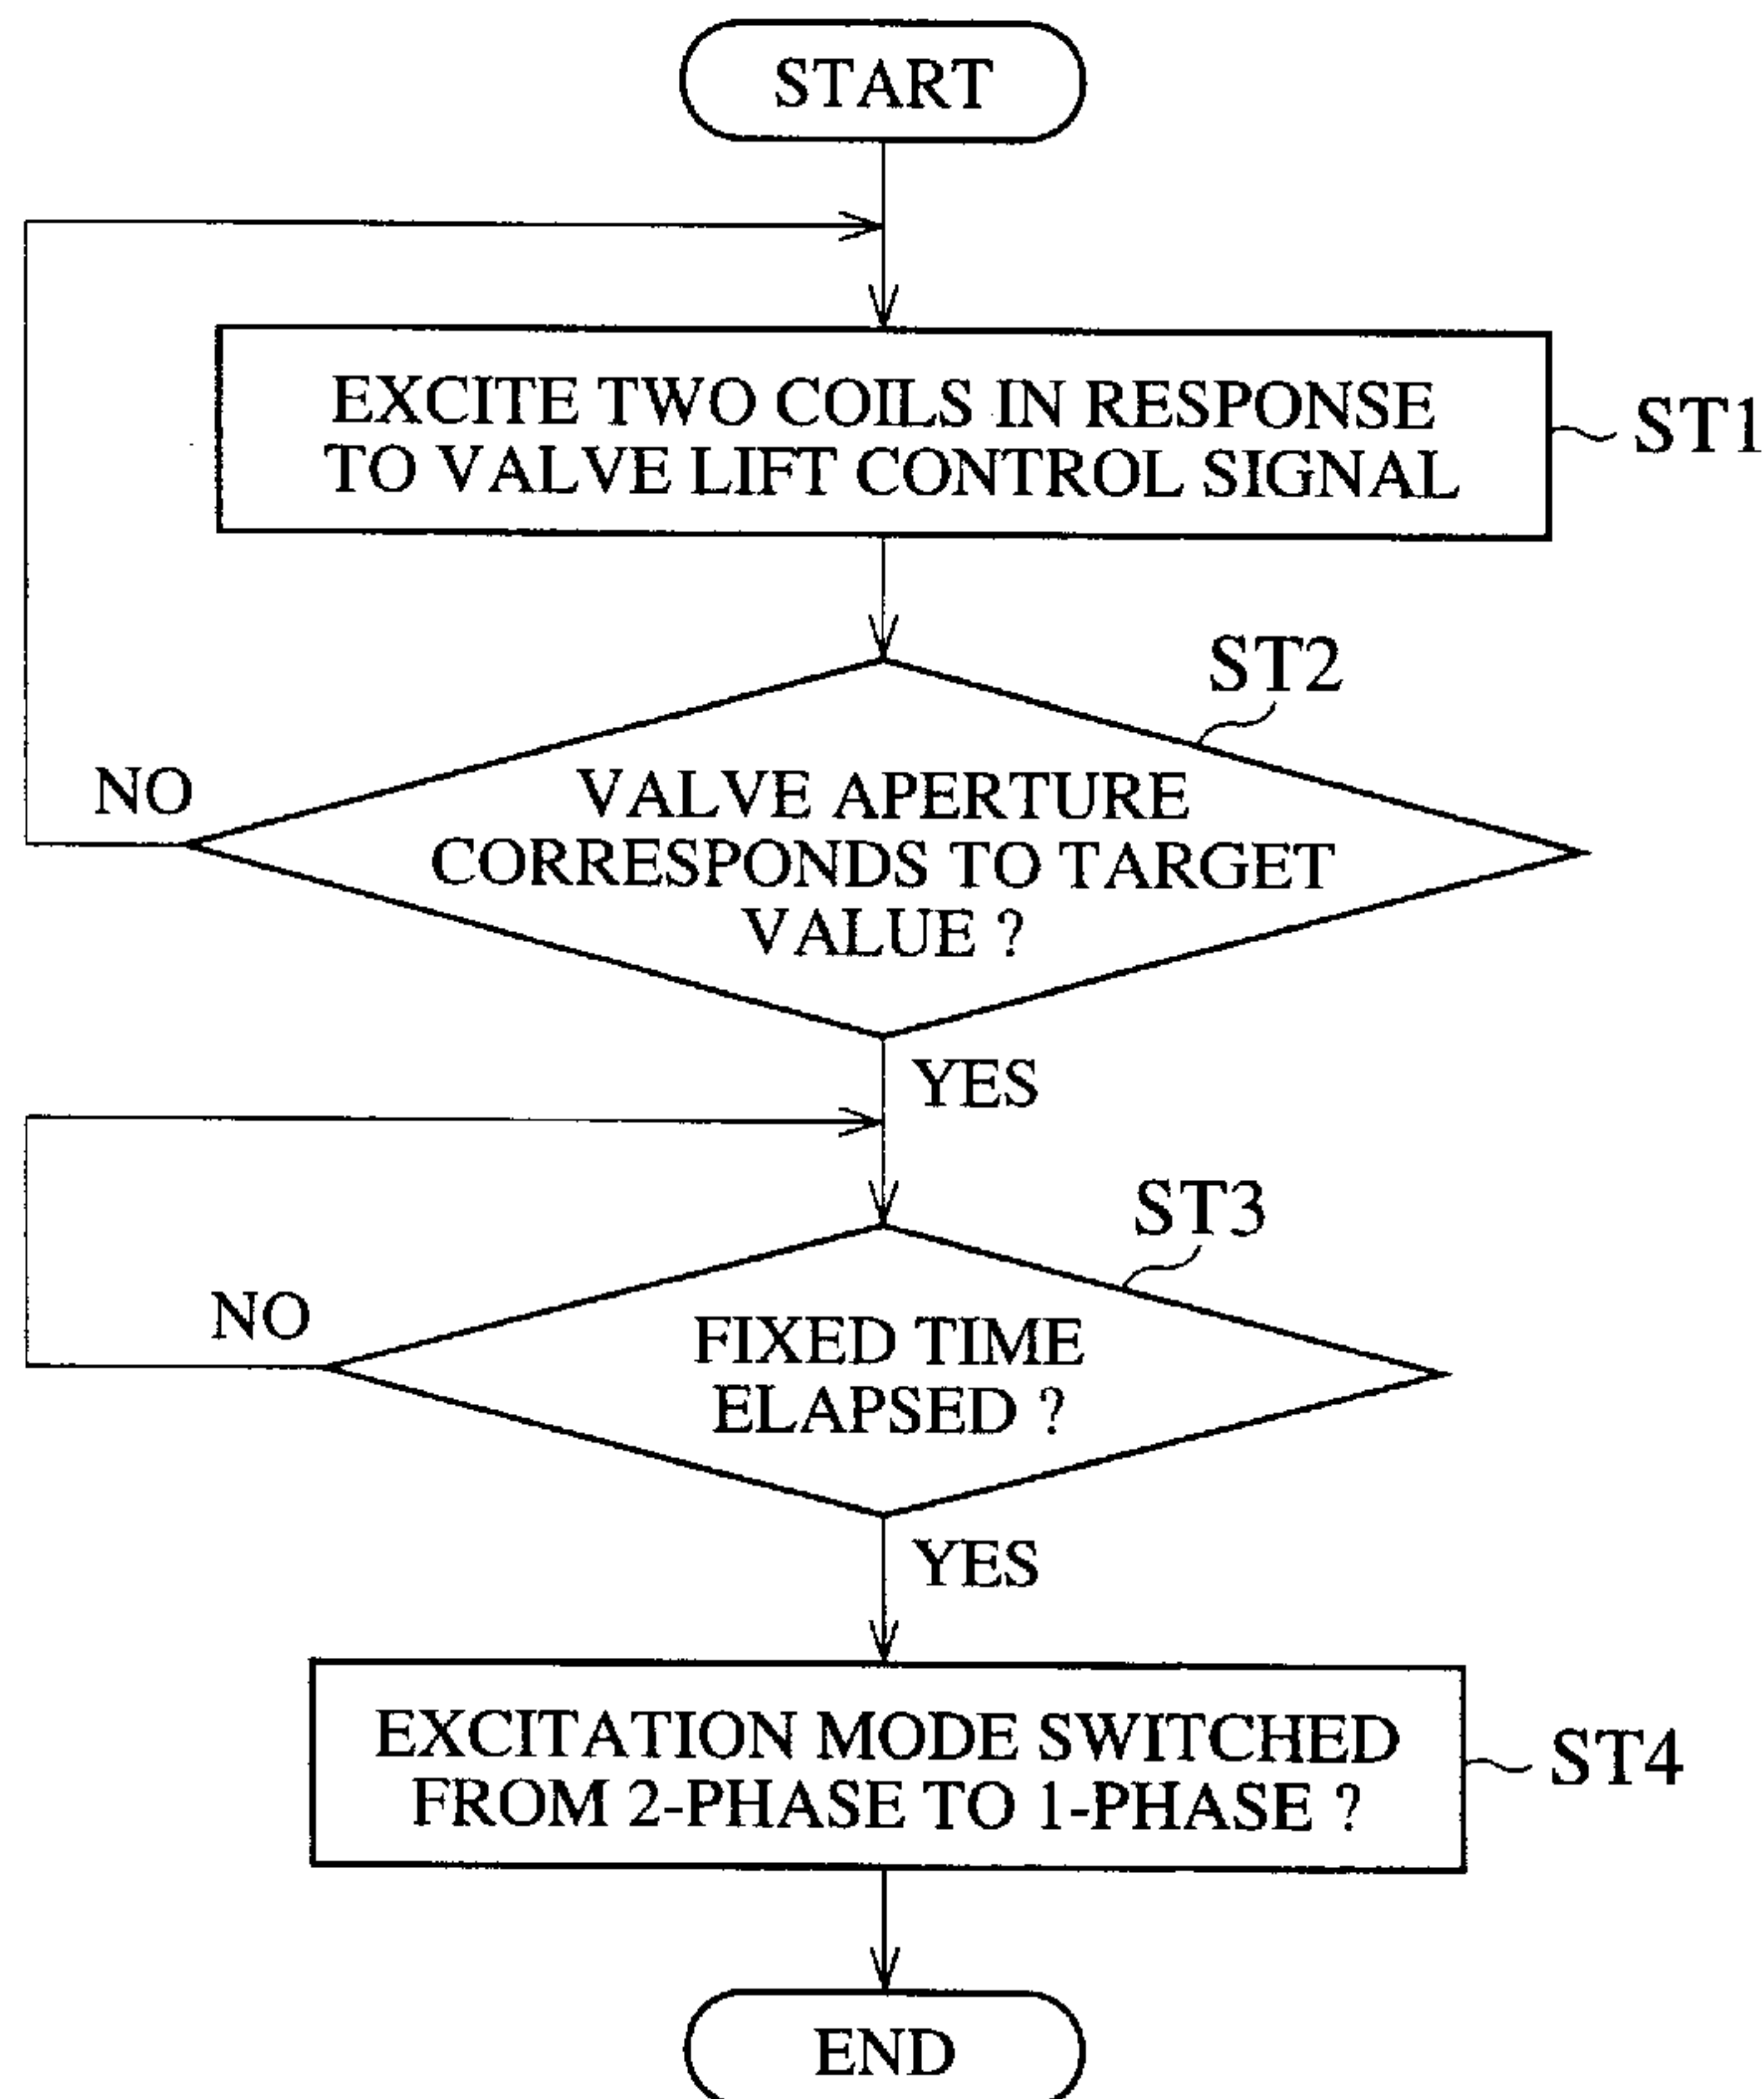 START
EXCITE TWO COILS IN RESPONSE
TO VALVE LIFT CONTROL SIGNAL
ST1
ST2
NO
VALVE APERTURE
CORRESPONDS TO TARGET
VALUE ?
YES
ST3
NO
FIXED TIME
ELAPSED ?
YES
EXCITATION MODE SWITCHED
FROM 2-PHASE TO 1-PHASE ?
ST4
END